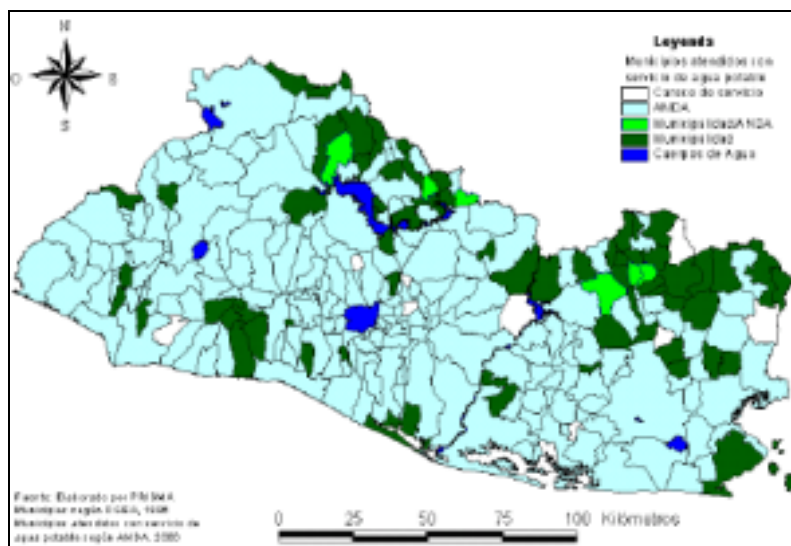 N
O
S
Leyenda
Municipios atendidos con
servicio de agua potable
Carece de servicio
ANDA
Municipalidad/ANDA
Municipalidad
Cuerpos de Agua
Fuente: Elaborado por PRISMA
Municipios según
Municipios atendidos con servicio de
agua potable según ANDA, 2000
0 25 50 75 100 Kilómetros